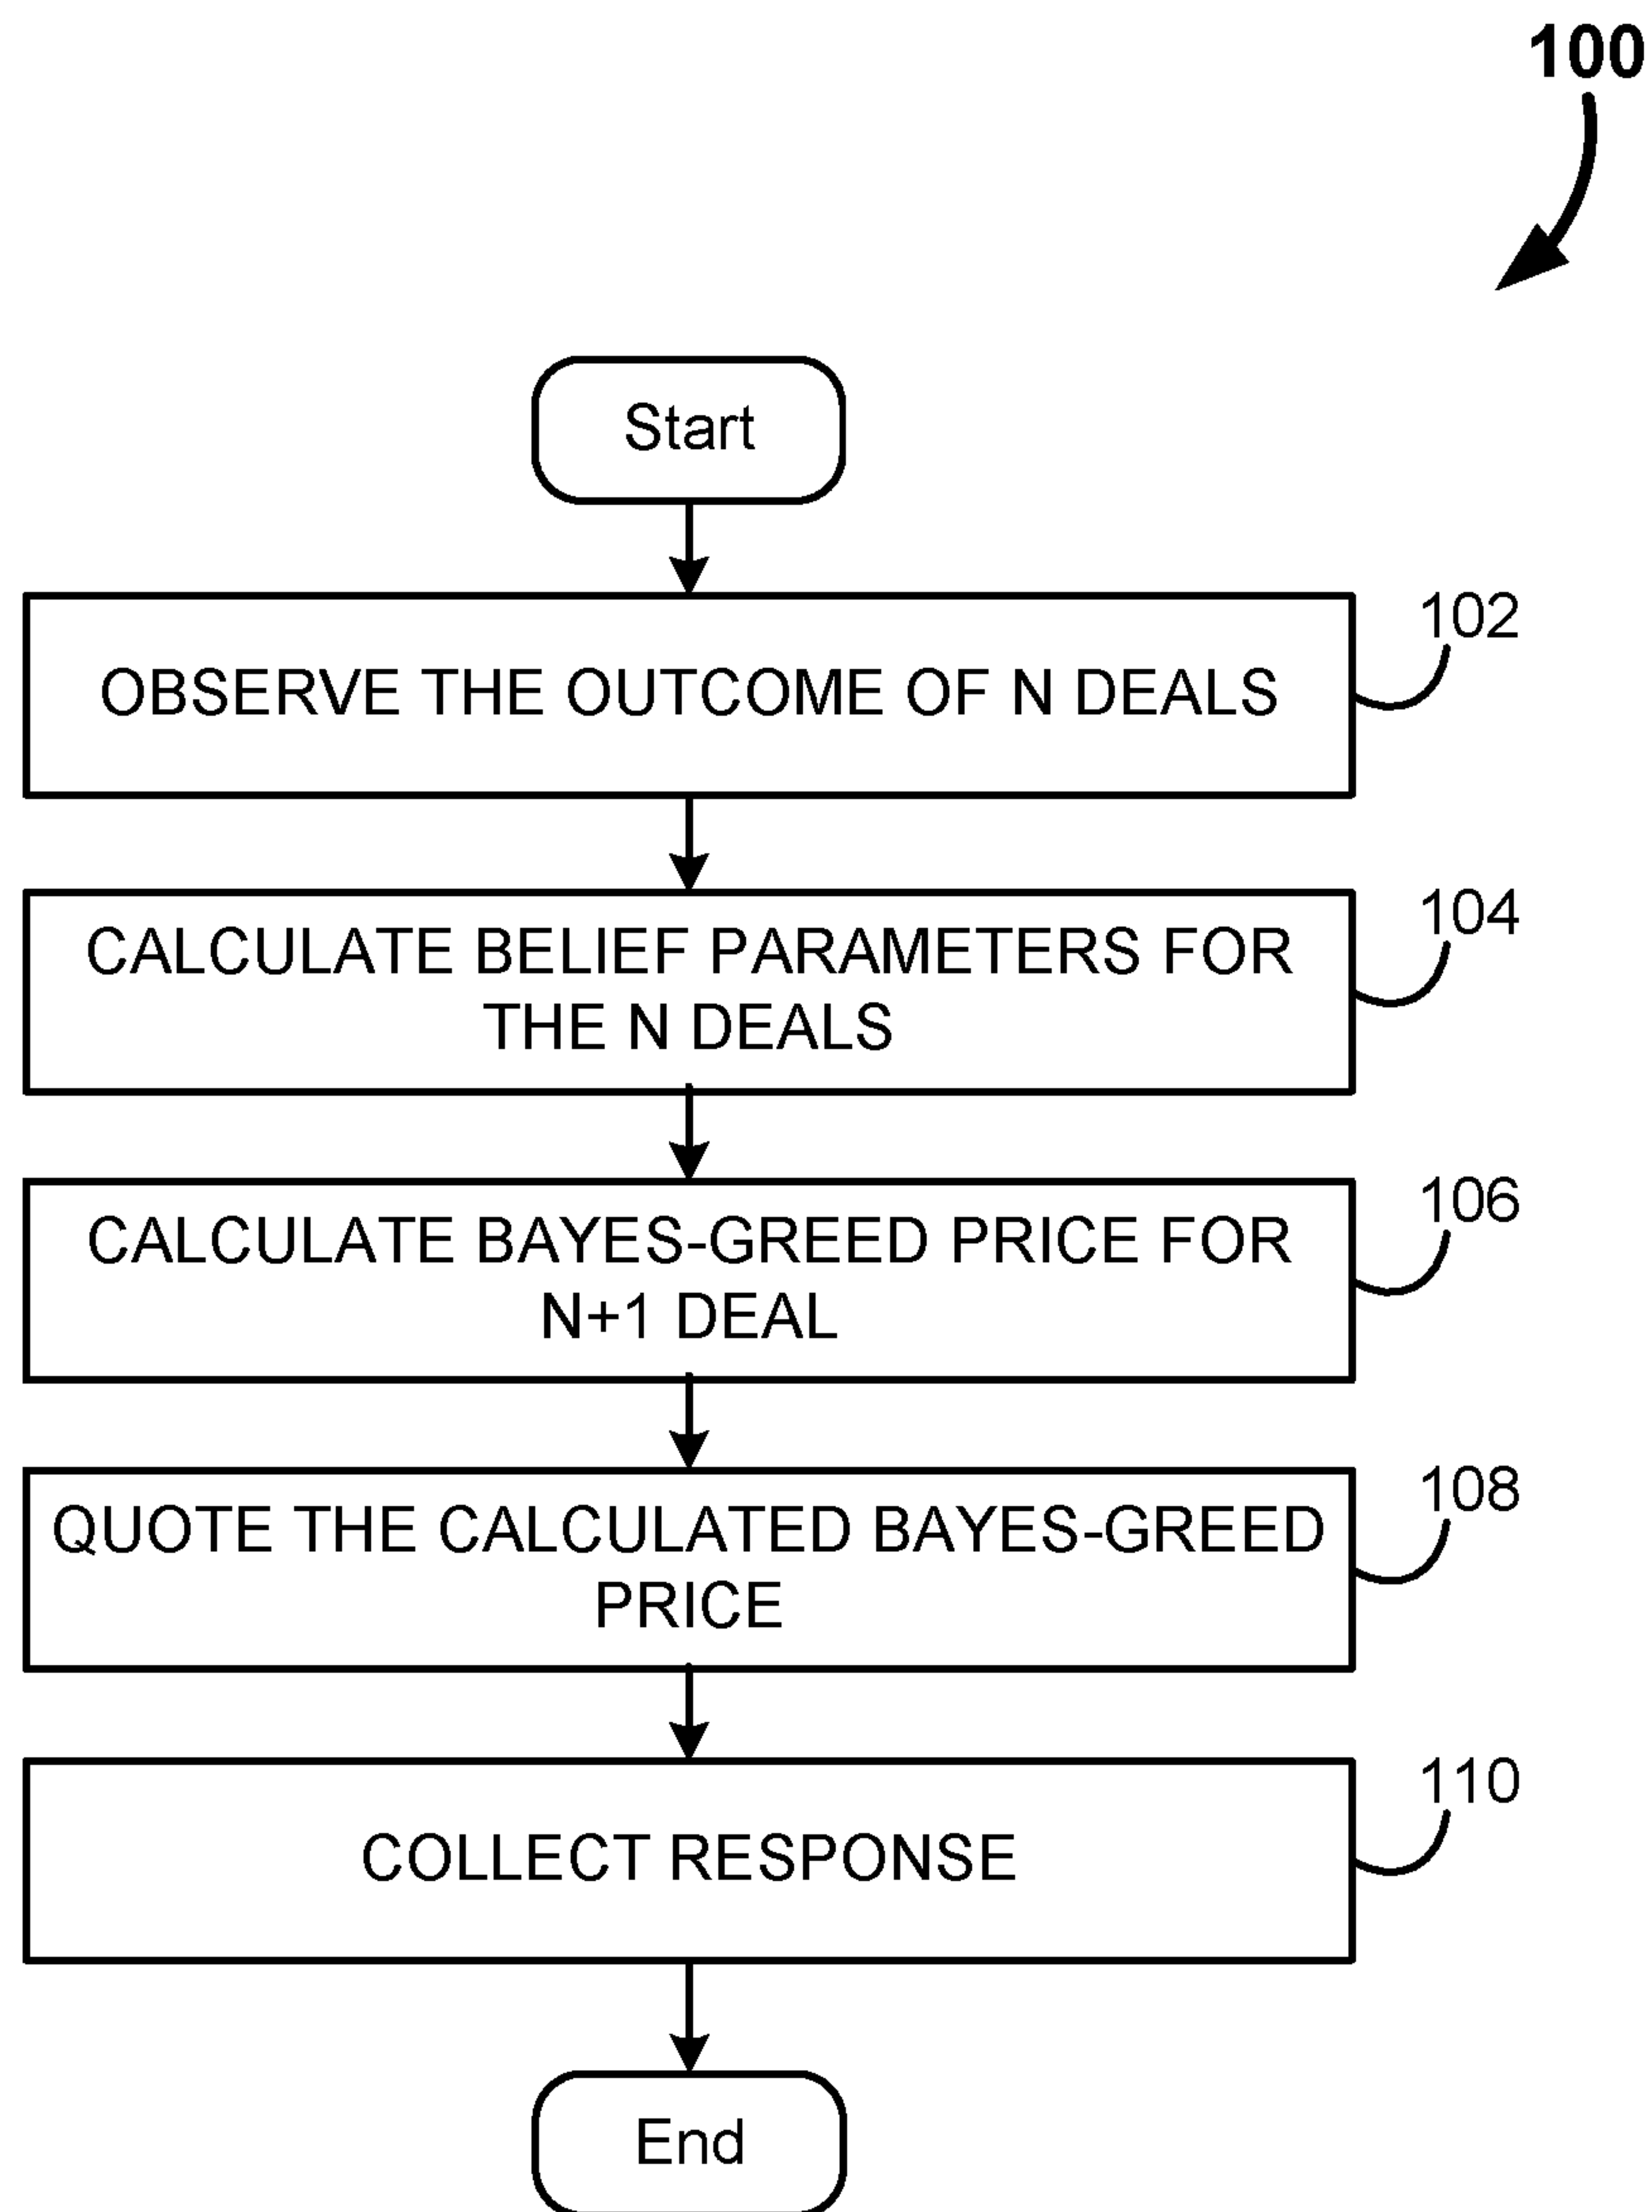 100
Start
102
OBSERVE THE OUTCOME OF N DEALS
104
CALCULATE BELIEF PARAMETERS FOR
THE N DEALS
106
CALCULATE BAYES-GREED PRICE FOR
N+1 DEAL
108
QUOTE THE CALCULATED BAYES-GREED
PRICE
110
COLLECT RESPONSE
End